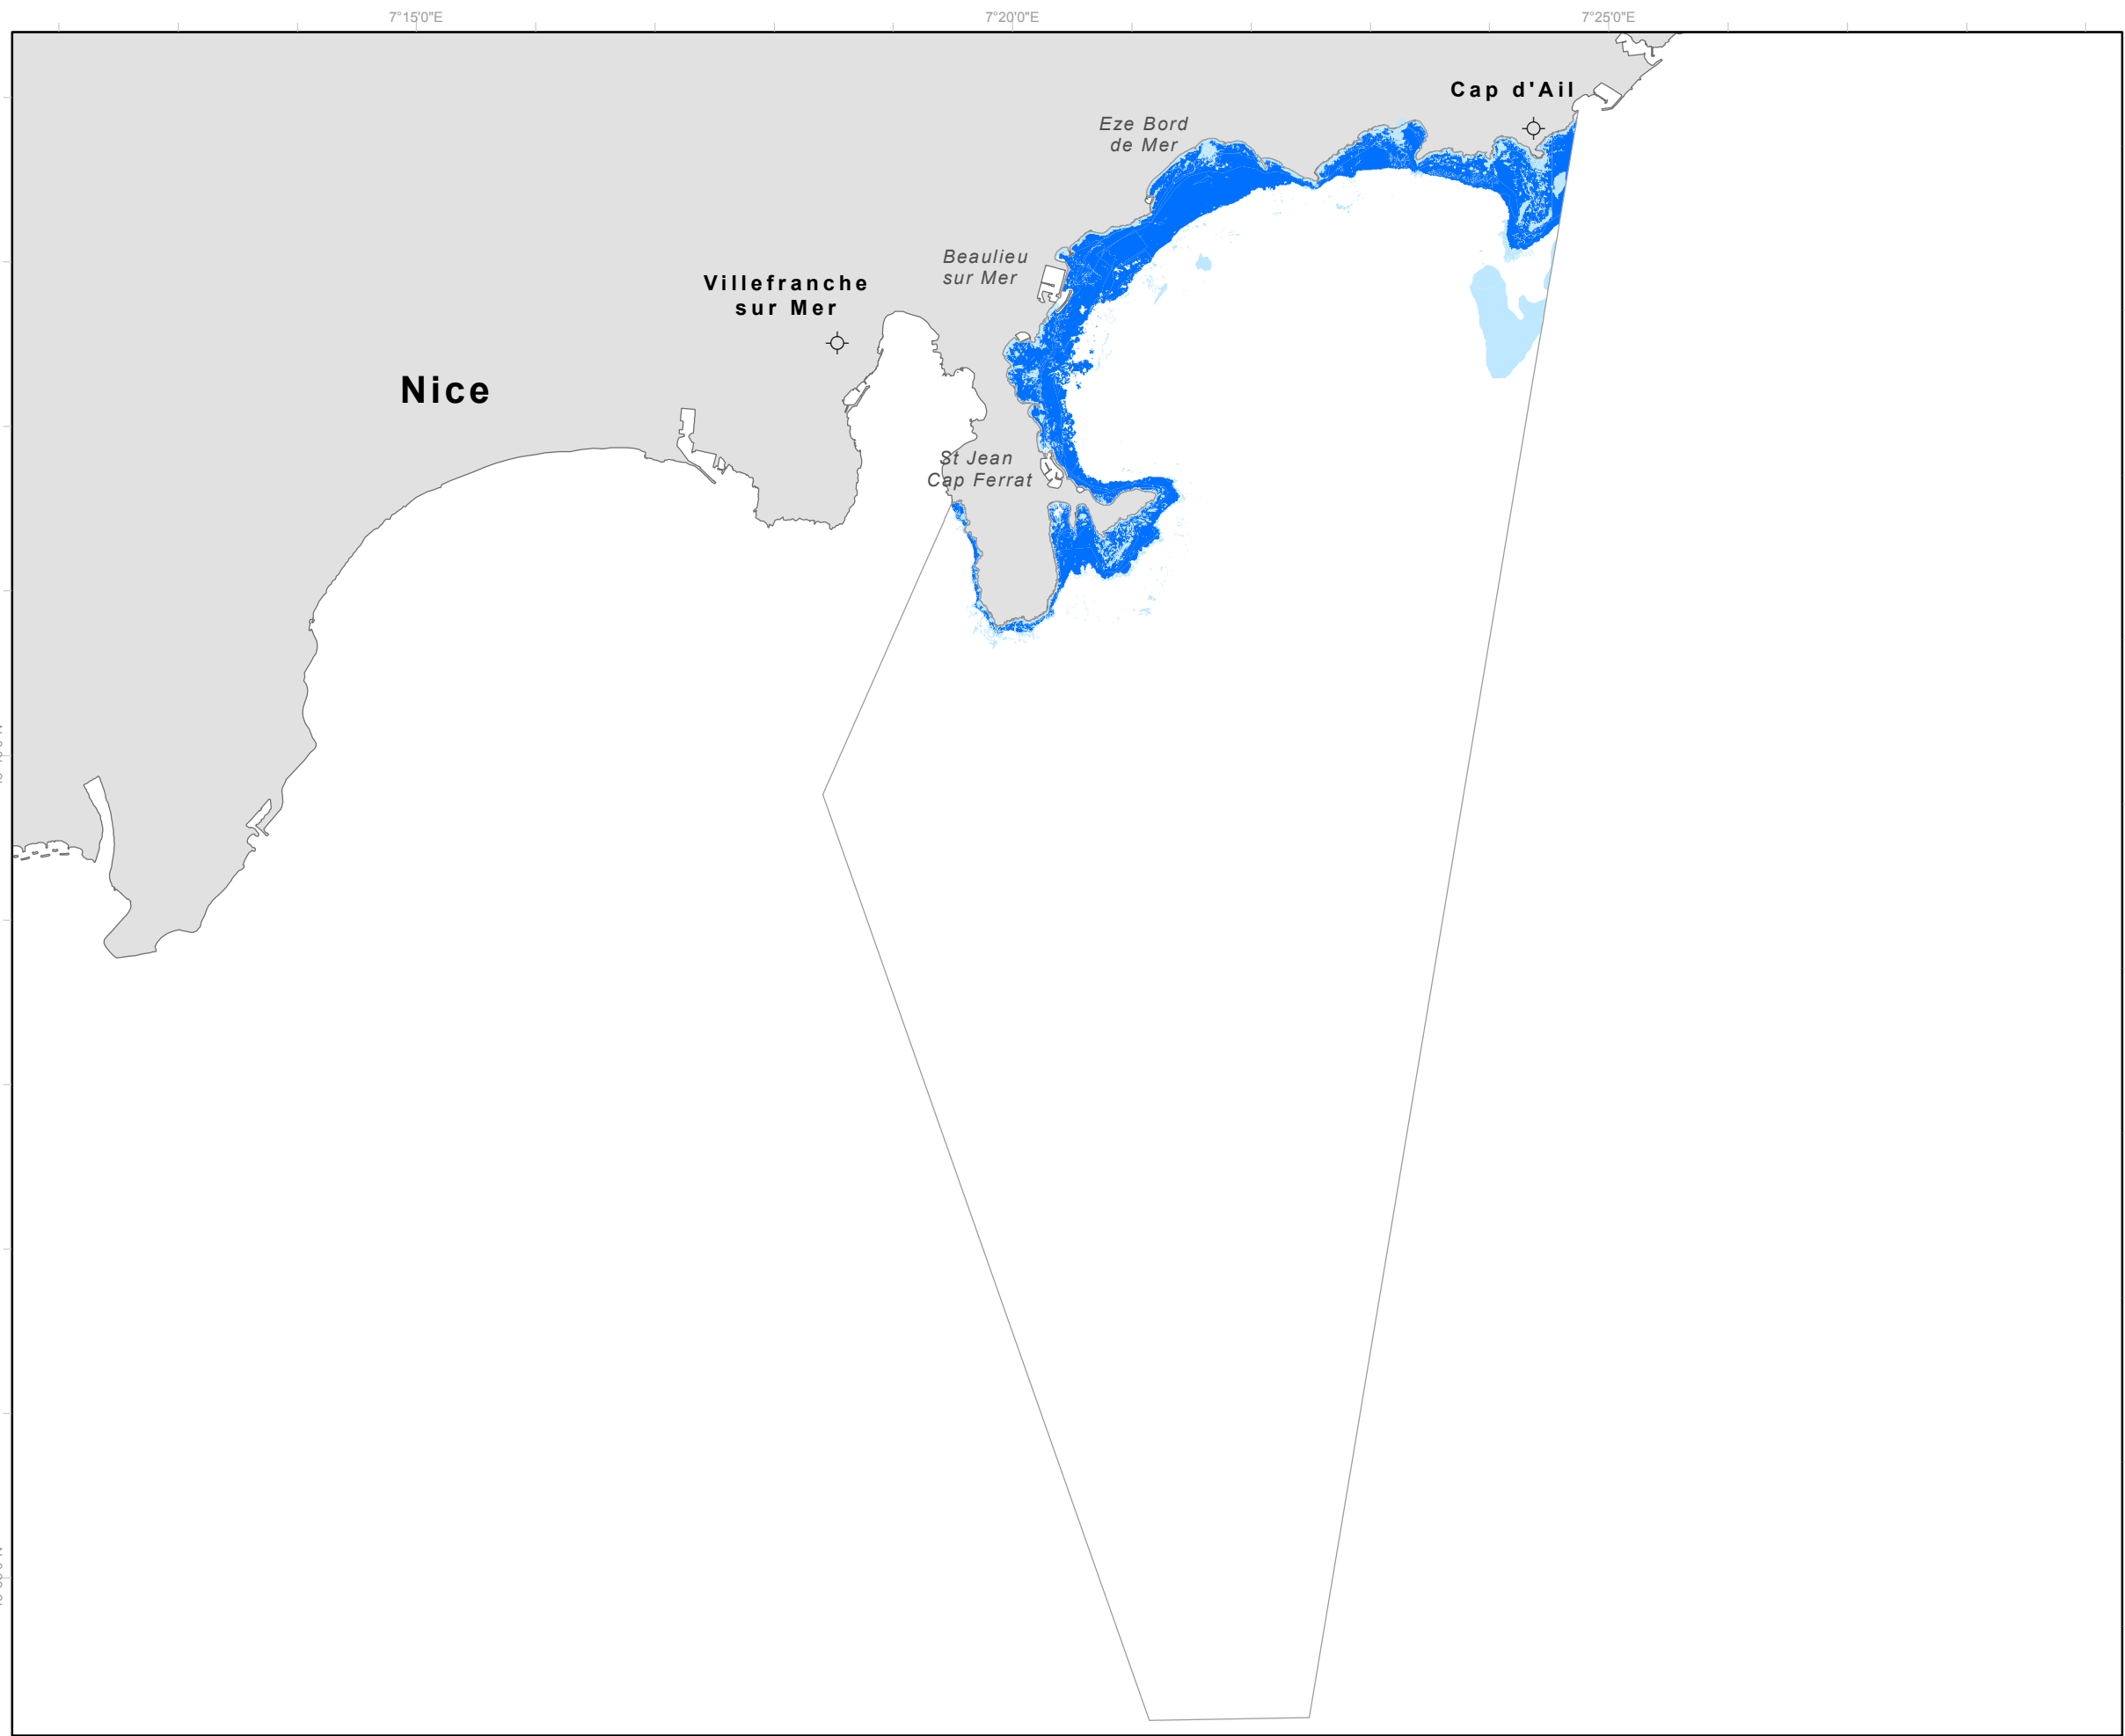 7°15'0"E
7°20'0"E
7°25'0"E
Cap d'Ail
Eze Bord
de Mer
Beaulieu
sur Mer
Villefranche
sur Mer
Nice
St Jean
Cap Ferrat